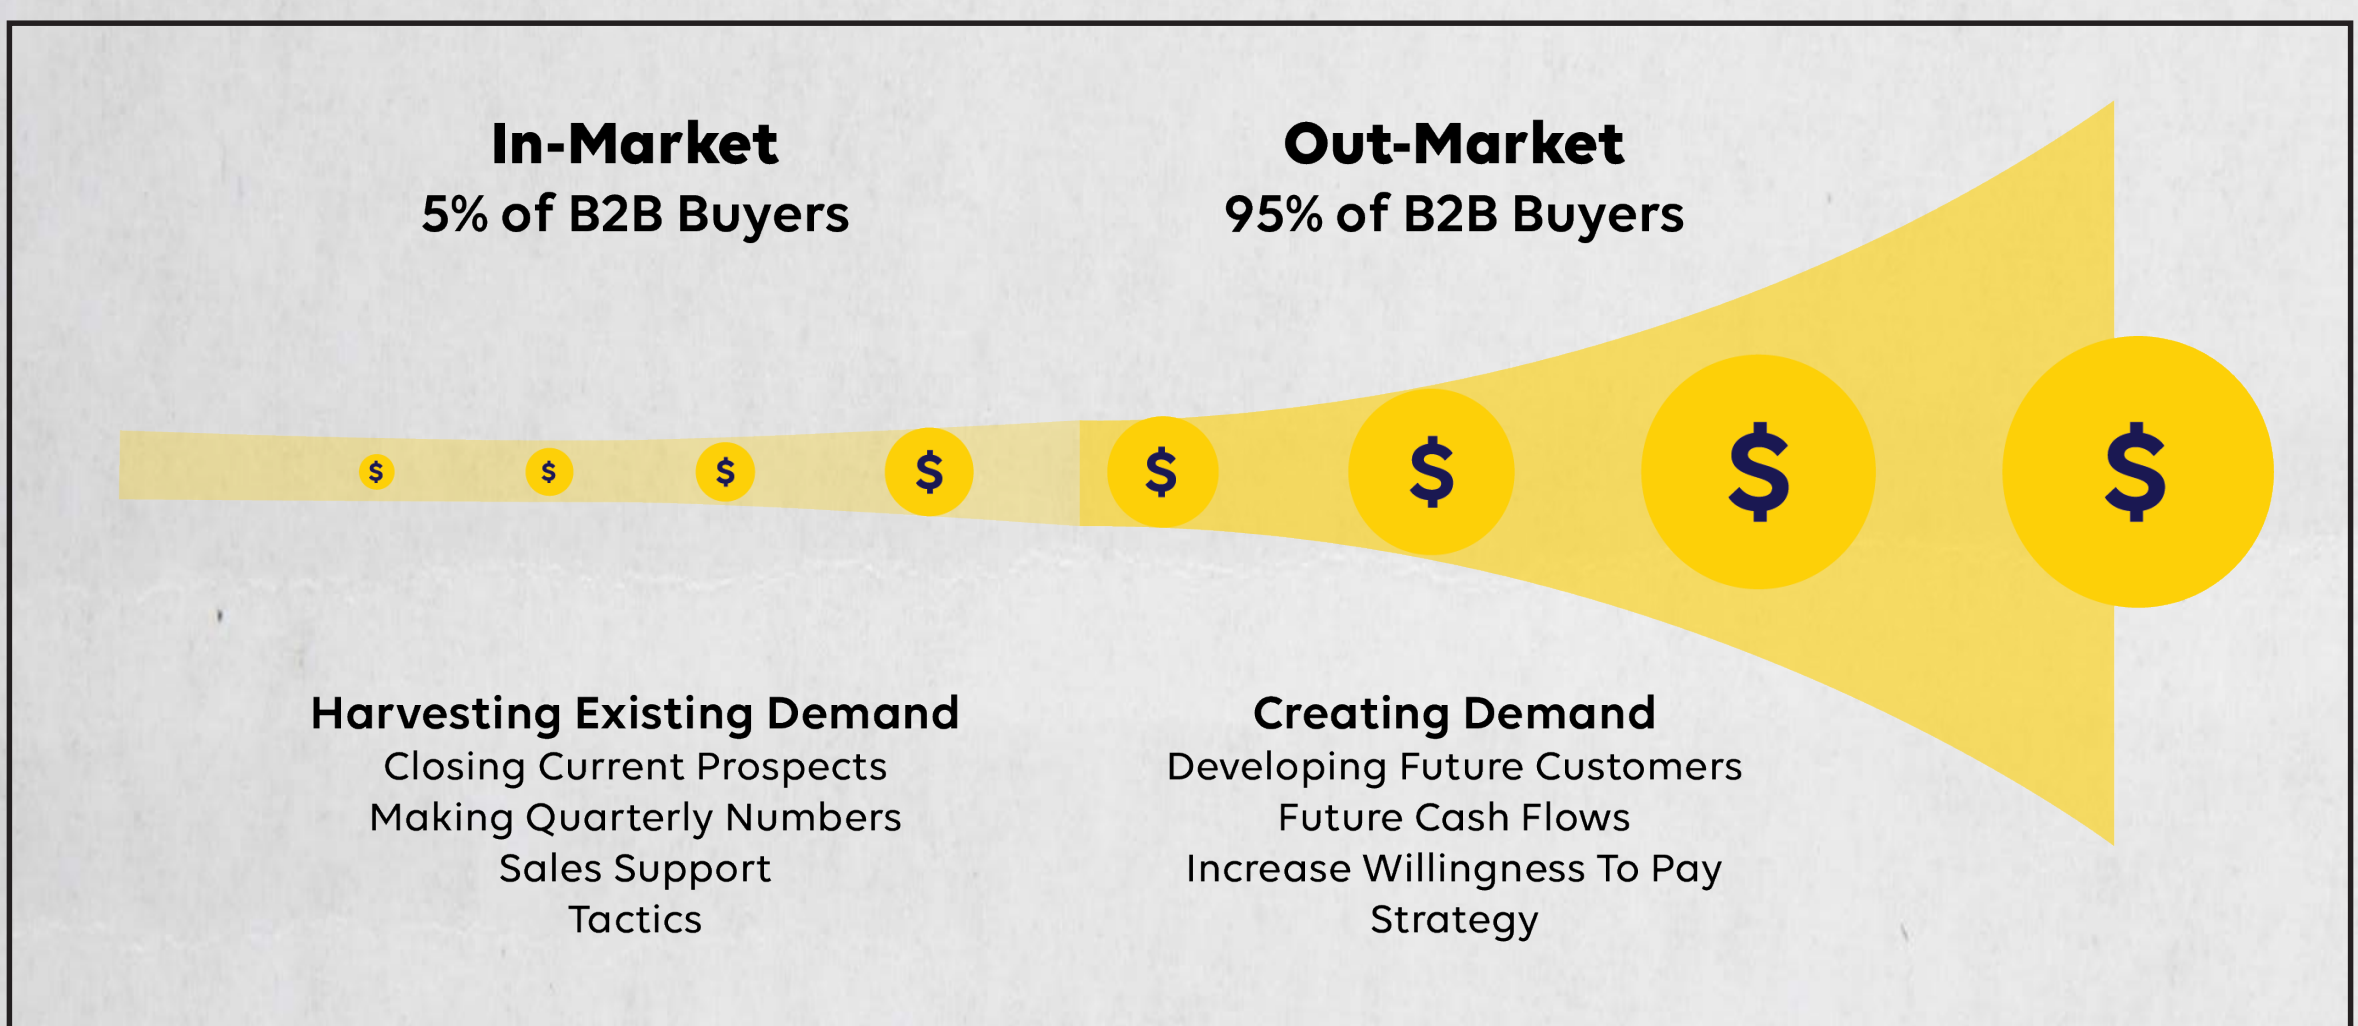 In-Market
5% of B2B Buyers
Out-Market
95% of B2B Buyers
$ $ $ $ $ $ $ $
Harvesting Existing Demand
Closing Current Prospects
Making Quarterly Numbers
Sales Support
Tactics
Creating Demand
Developing Future Customers
Future Cash Flows
Increase Willingness To Pay
Strategy